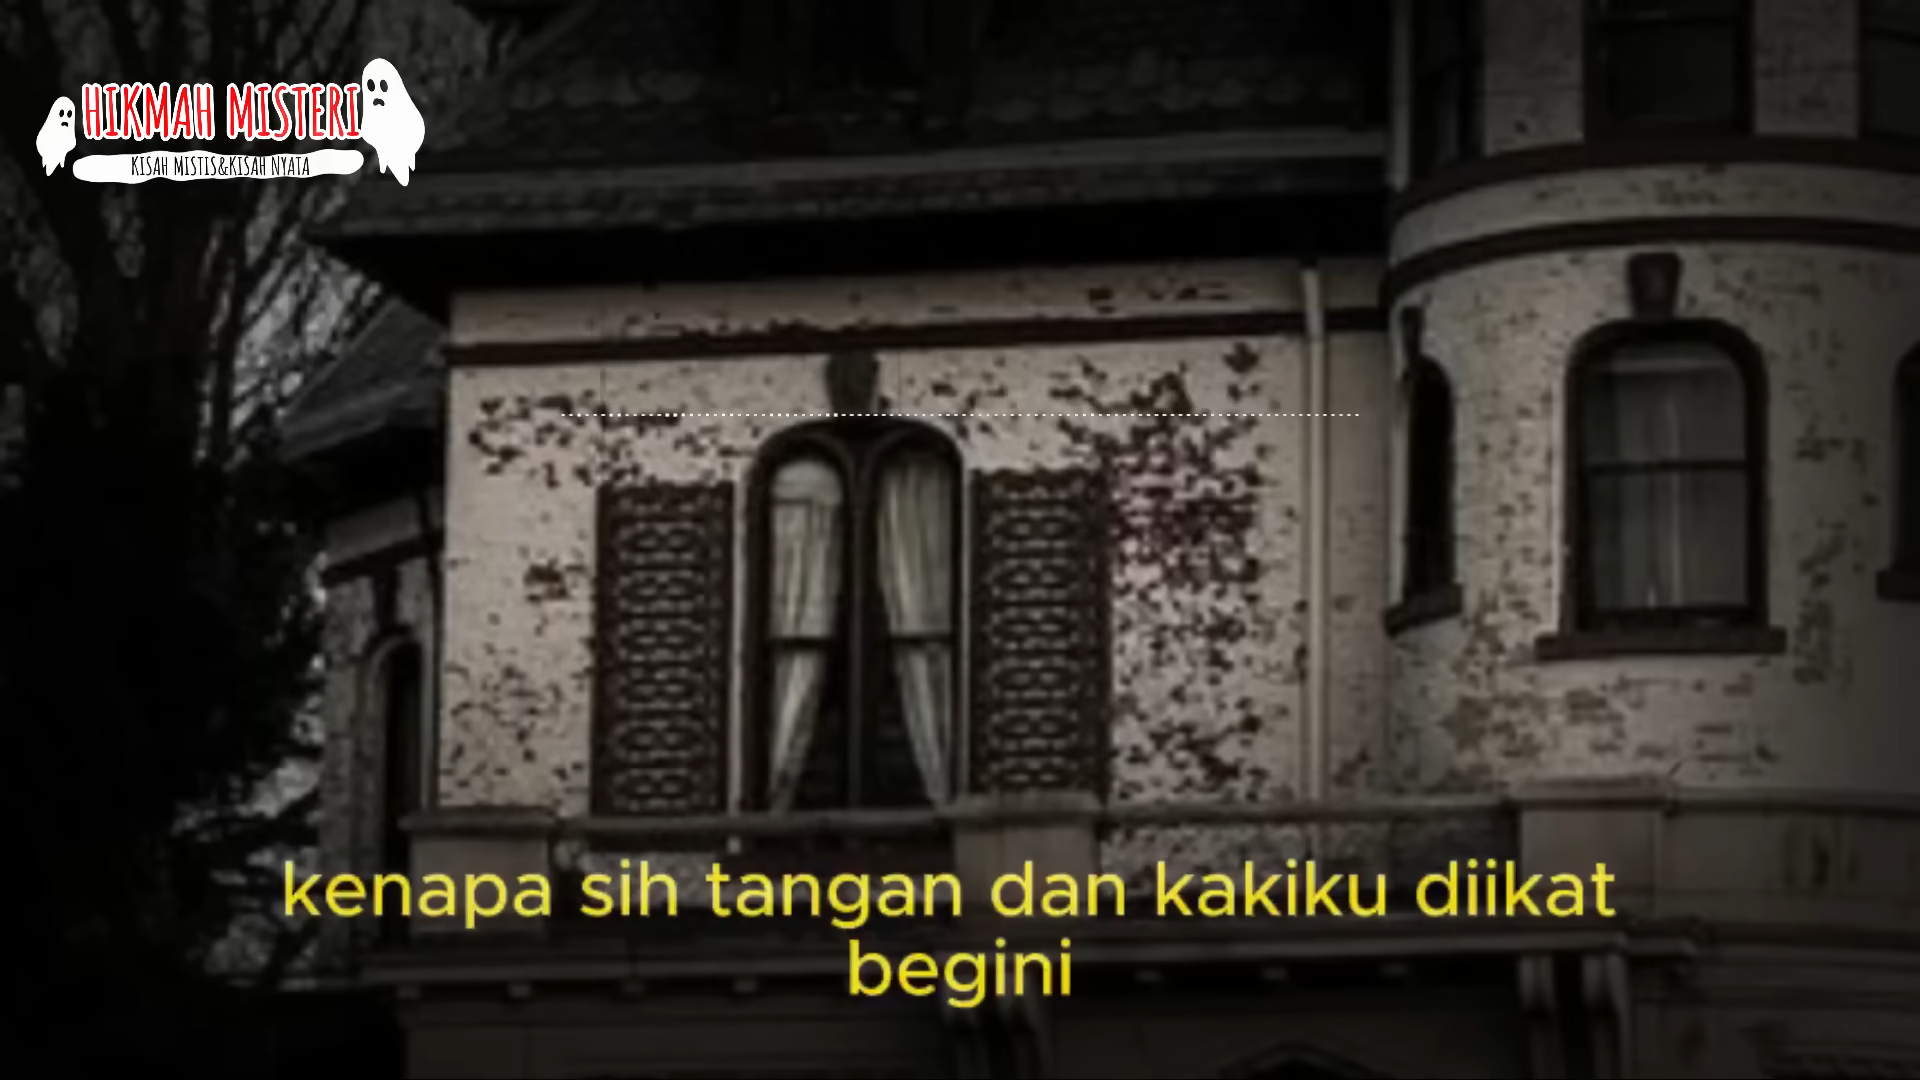 HIKMAH MISTERI
KISAH MISTIS&KISAH NYATA
kenapa sih tangan dan kakiku diikat
begini